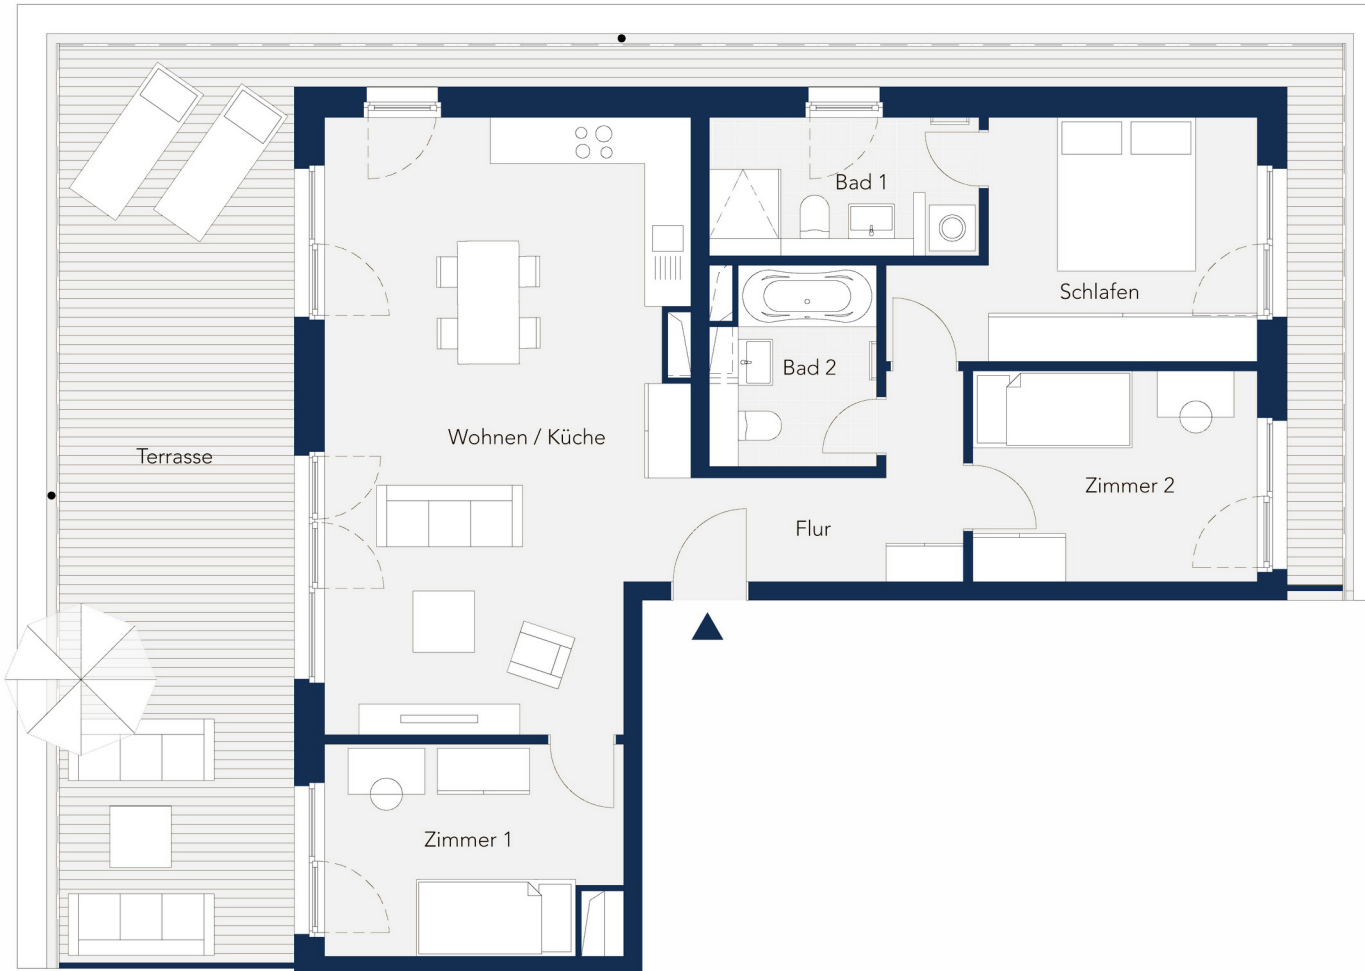 Bad 1
Schlafen
Bad 2
Wohnen / Küche
Terrasse
Zimmer 2
Flur
Zimmer 1